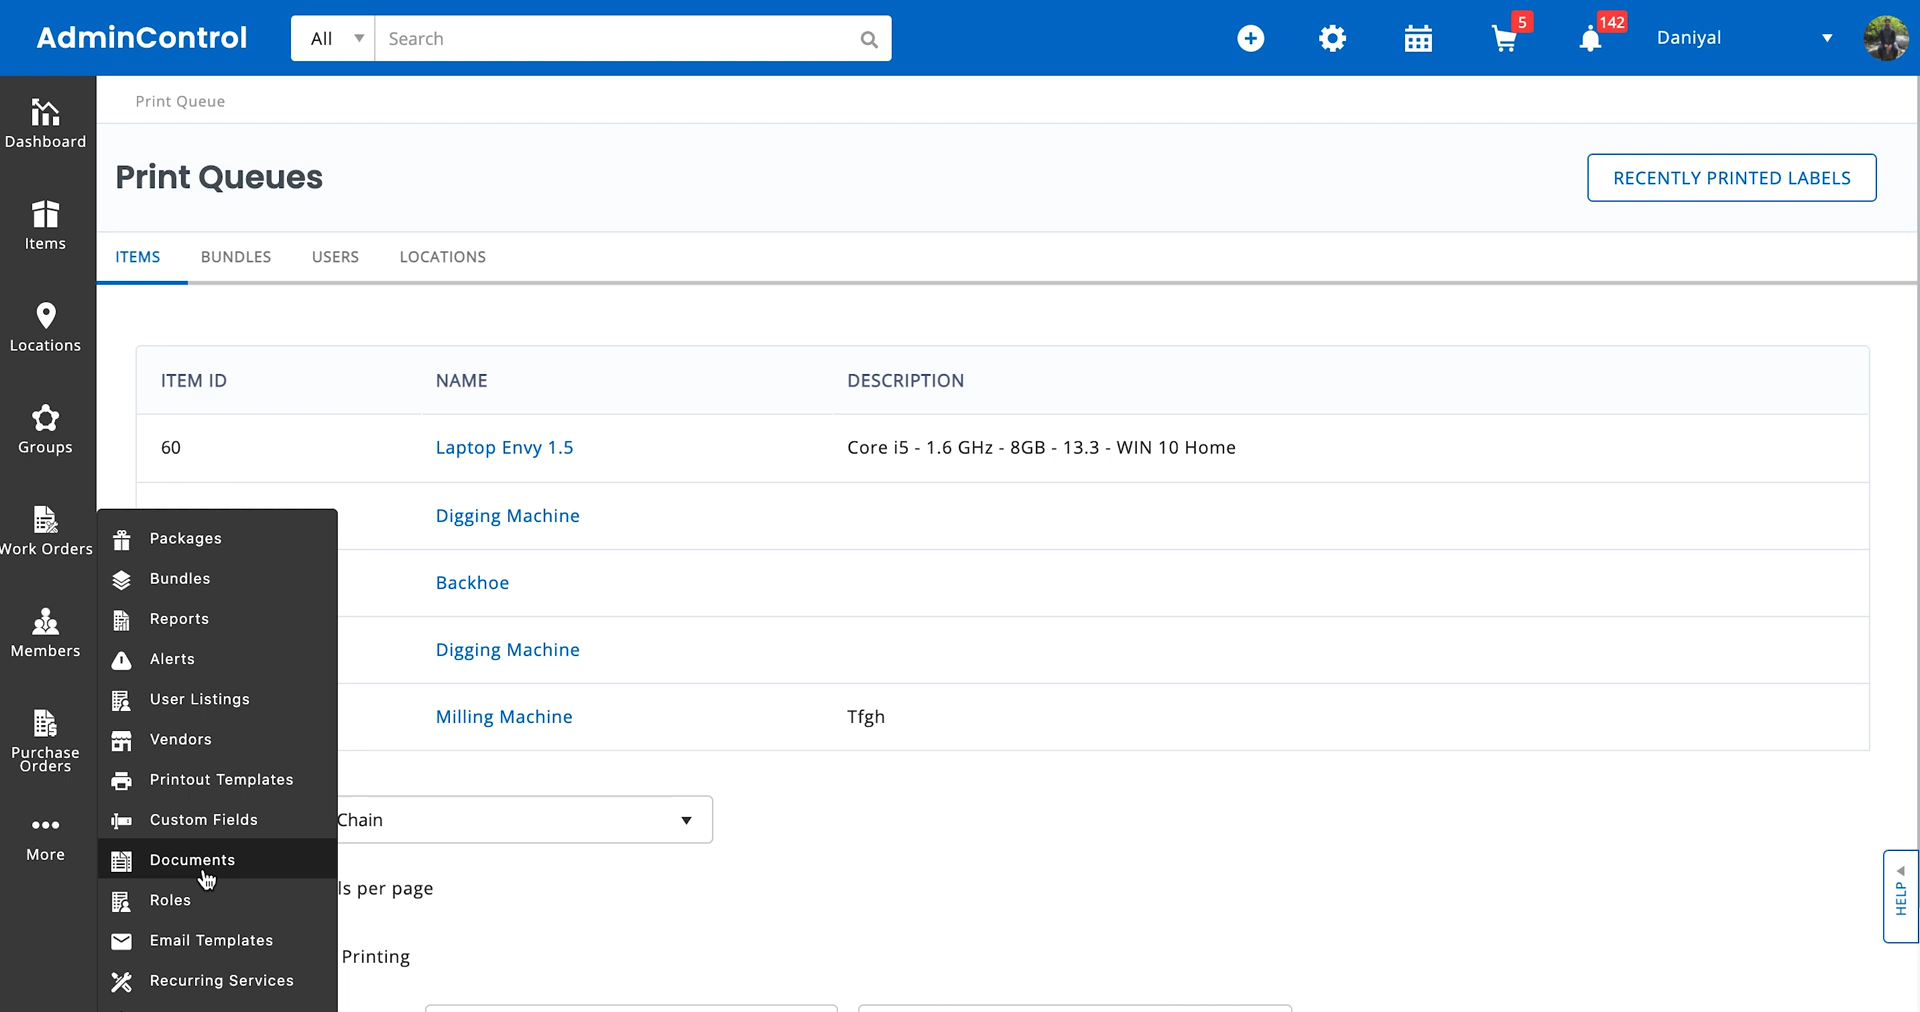 AdminControl
All
Search
5
142
Daniyal
Dashboard
Items
Locations
Groups
Work Orders
Members
Purchase
Orders
More
Print Queue
Print Queues
RECENTLY PRINTED LABELS
ITEMS
BUNDLES
USERS
LOCATIONS
ITEM ID
NAME
DESCRIPTION
60
Laptop Envy 1.5
Core i5 - 1.6 GHz - 8GB - 13.3 - WIN 10 Home
Digging Machine
Backhoe
Digging Machine
Milling Machine
Tfgh
Packages
Bundles
Reports
Alerts
User Listings
Vendors
Printout Templates
Custom Fields
Documents
Roles
Email Templates
Recurring Services
Chain
ls per page
Printing
HELP